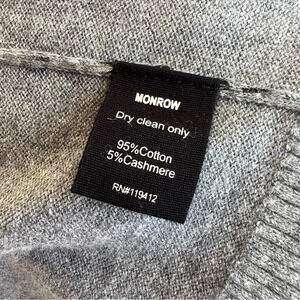 MONROW
Dry clean only
95%Cotton
5%Cashmere
RN#119412